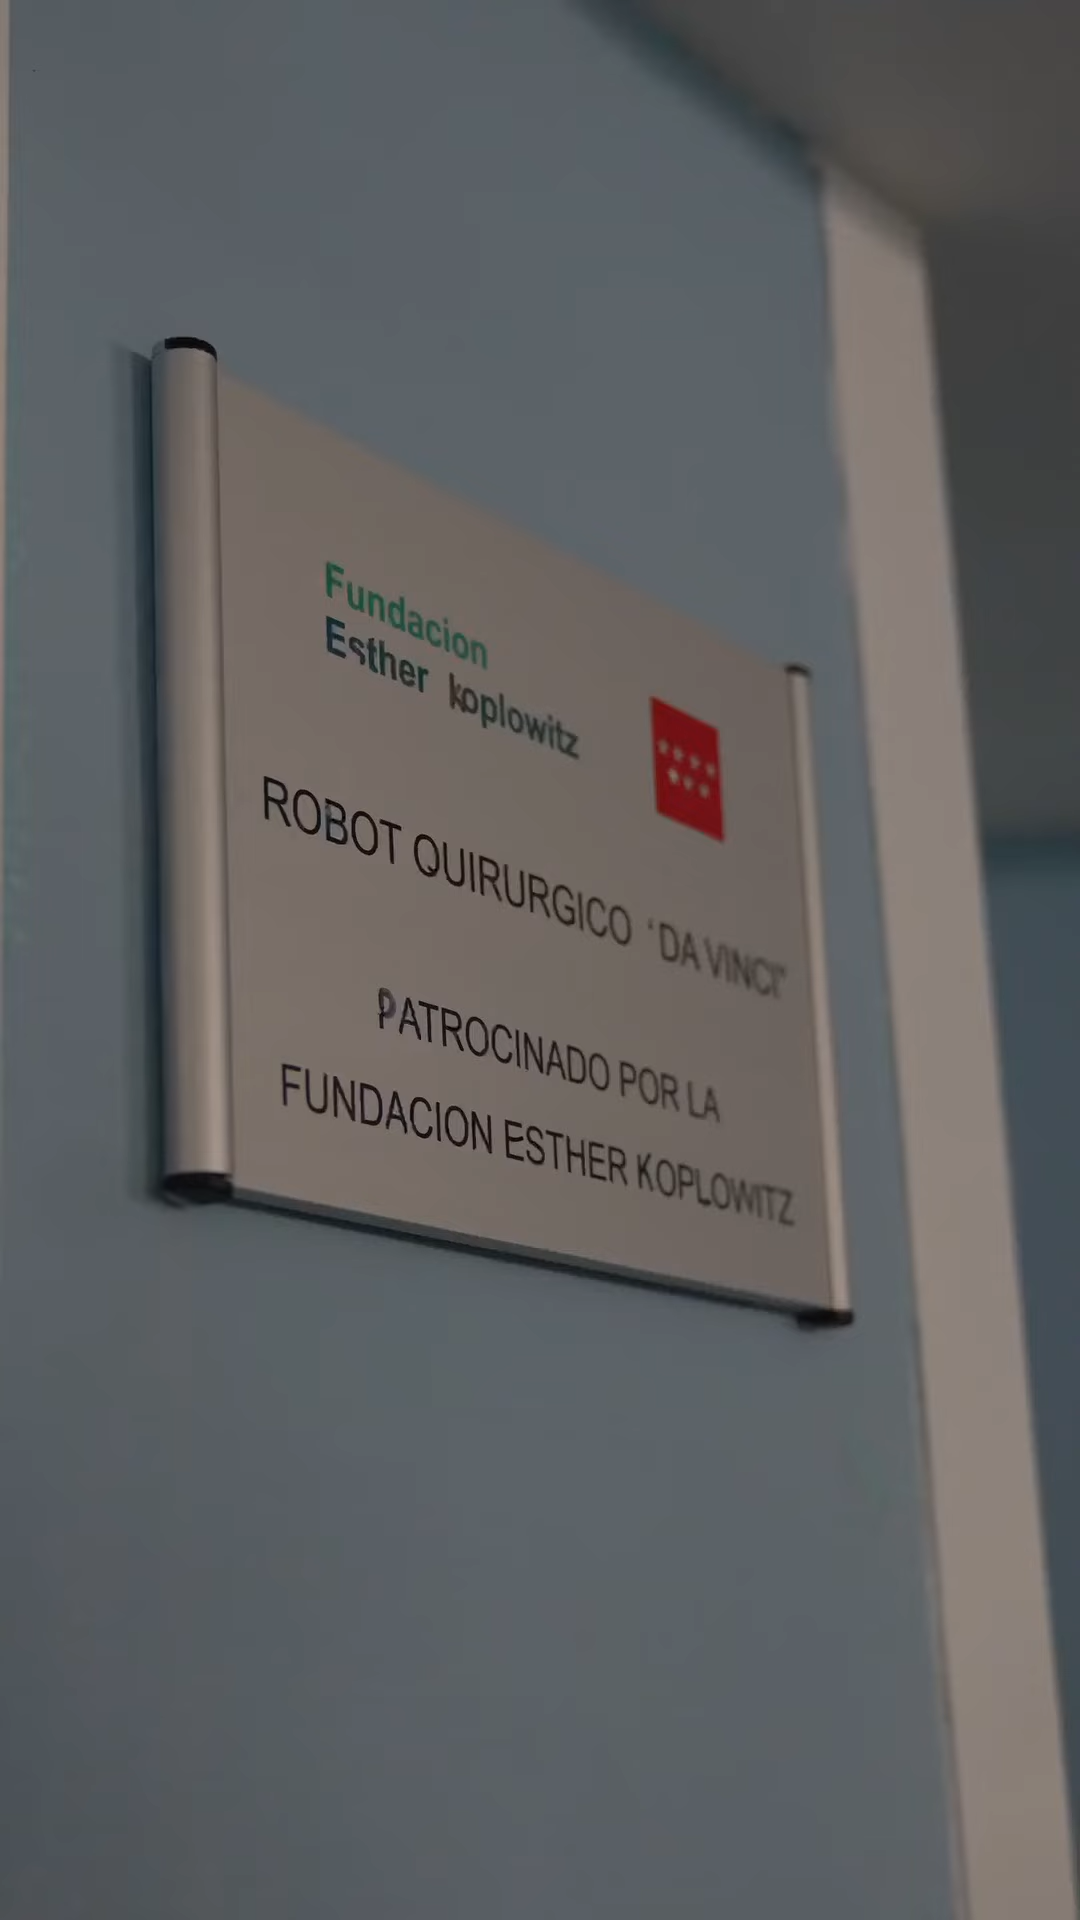 Fundacion
Esther koplowitz
ROBOT QUIRURGICO "DA VINCI"
PATROCINADO POR LA
FUNDACION ESTHER KOPLOWITZ